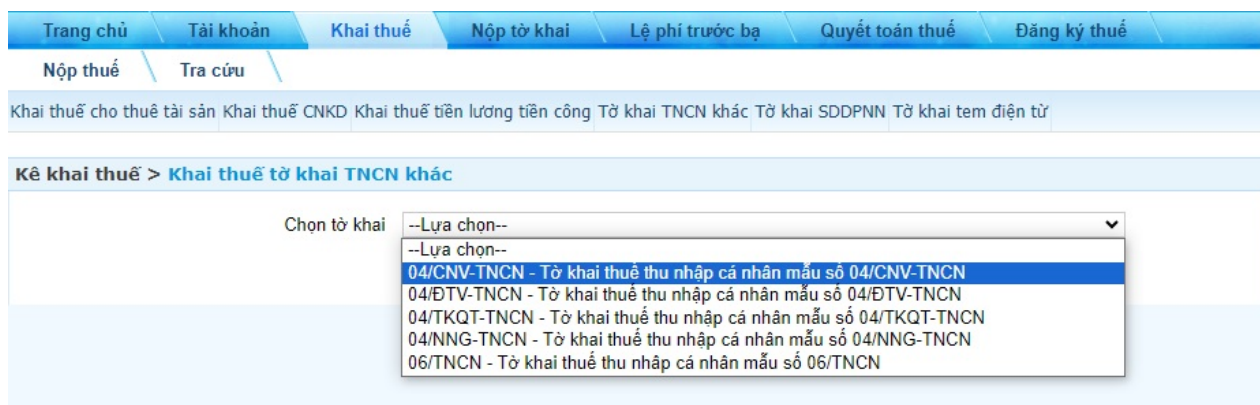 Trang chủ Tài khoản Khai thuế Nộp tờ khai Lệ phí trước bạ Quyết toán thuế Đăng ký thuế
Nộp thuế Tra cứu
Khai thuế cho thuê tài sản Khai thuế CNKD Khai thuế tiền lương tiền công Tờ khai TNCN khác Tờ khai SDDPNN Tờ khai tem điện tử
Kê khai thuế > Khai thuế tờ khai TNCN khác
Chọn tờ khai --Lựa chọn--
--Lựa chọn--
04/CNV-TNCN - Tờ khai thuế thu nhập cá nhân mẫu số 04/CNV-TNCN
04/ĐTV-TNCN - Tờ khai thuế thu nhập cá nhân mẫu số 04/ĐTV-TNCN
04/TKQT-TNCN - Tờ khai thuế thu nhập cá nhân mẫu số 04/TKQT-TNCN
04/NNG-TNCN - Tờ khai thuế thu nhập cá nhân mẫu số 04/NNG-TNCN
06/TNCN - Tờ khai thuế thu nhập cá nhân mẫu số 06/TNCN